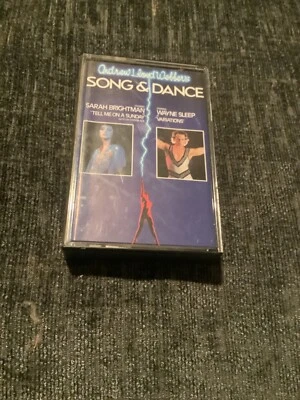 Andrew Lloyd Webber's
SONG & DANCE
SARAH BRIGHTMAN
"TELL ME ON A SUNDAY"
WAYNE SLEEP
"VARIATIONS"